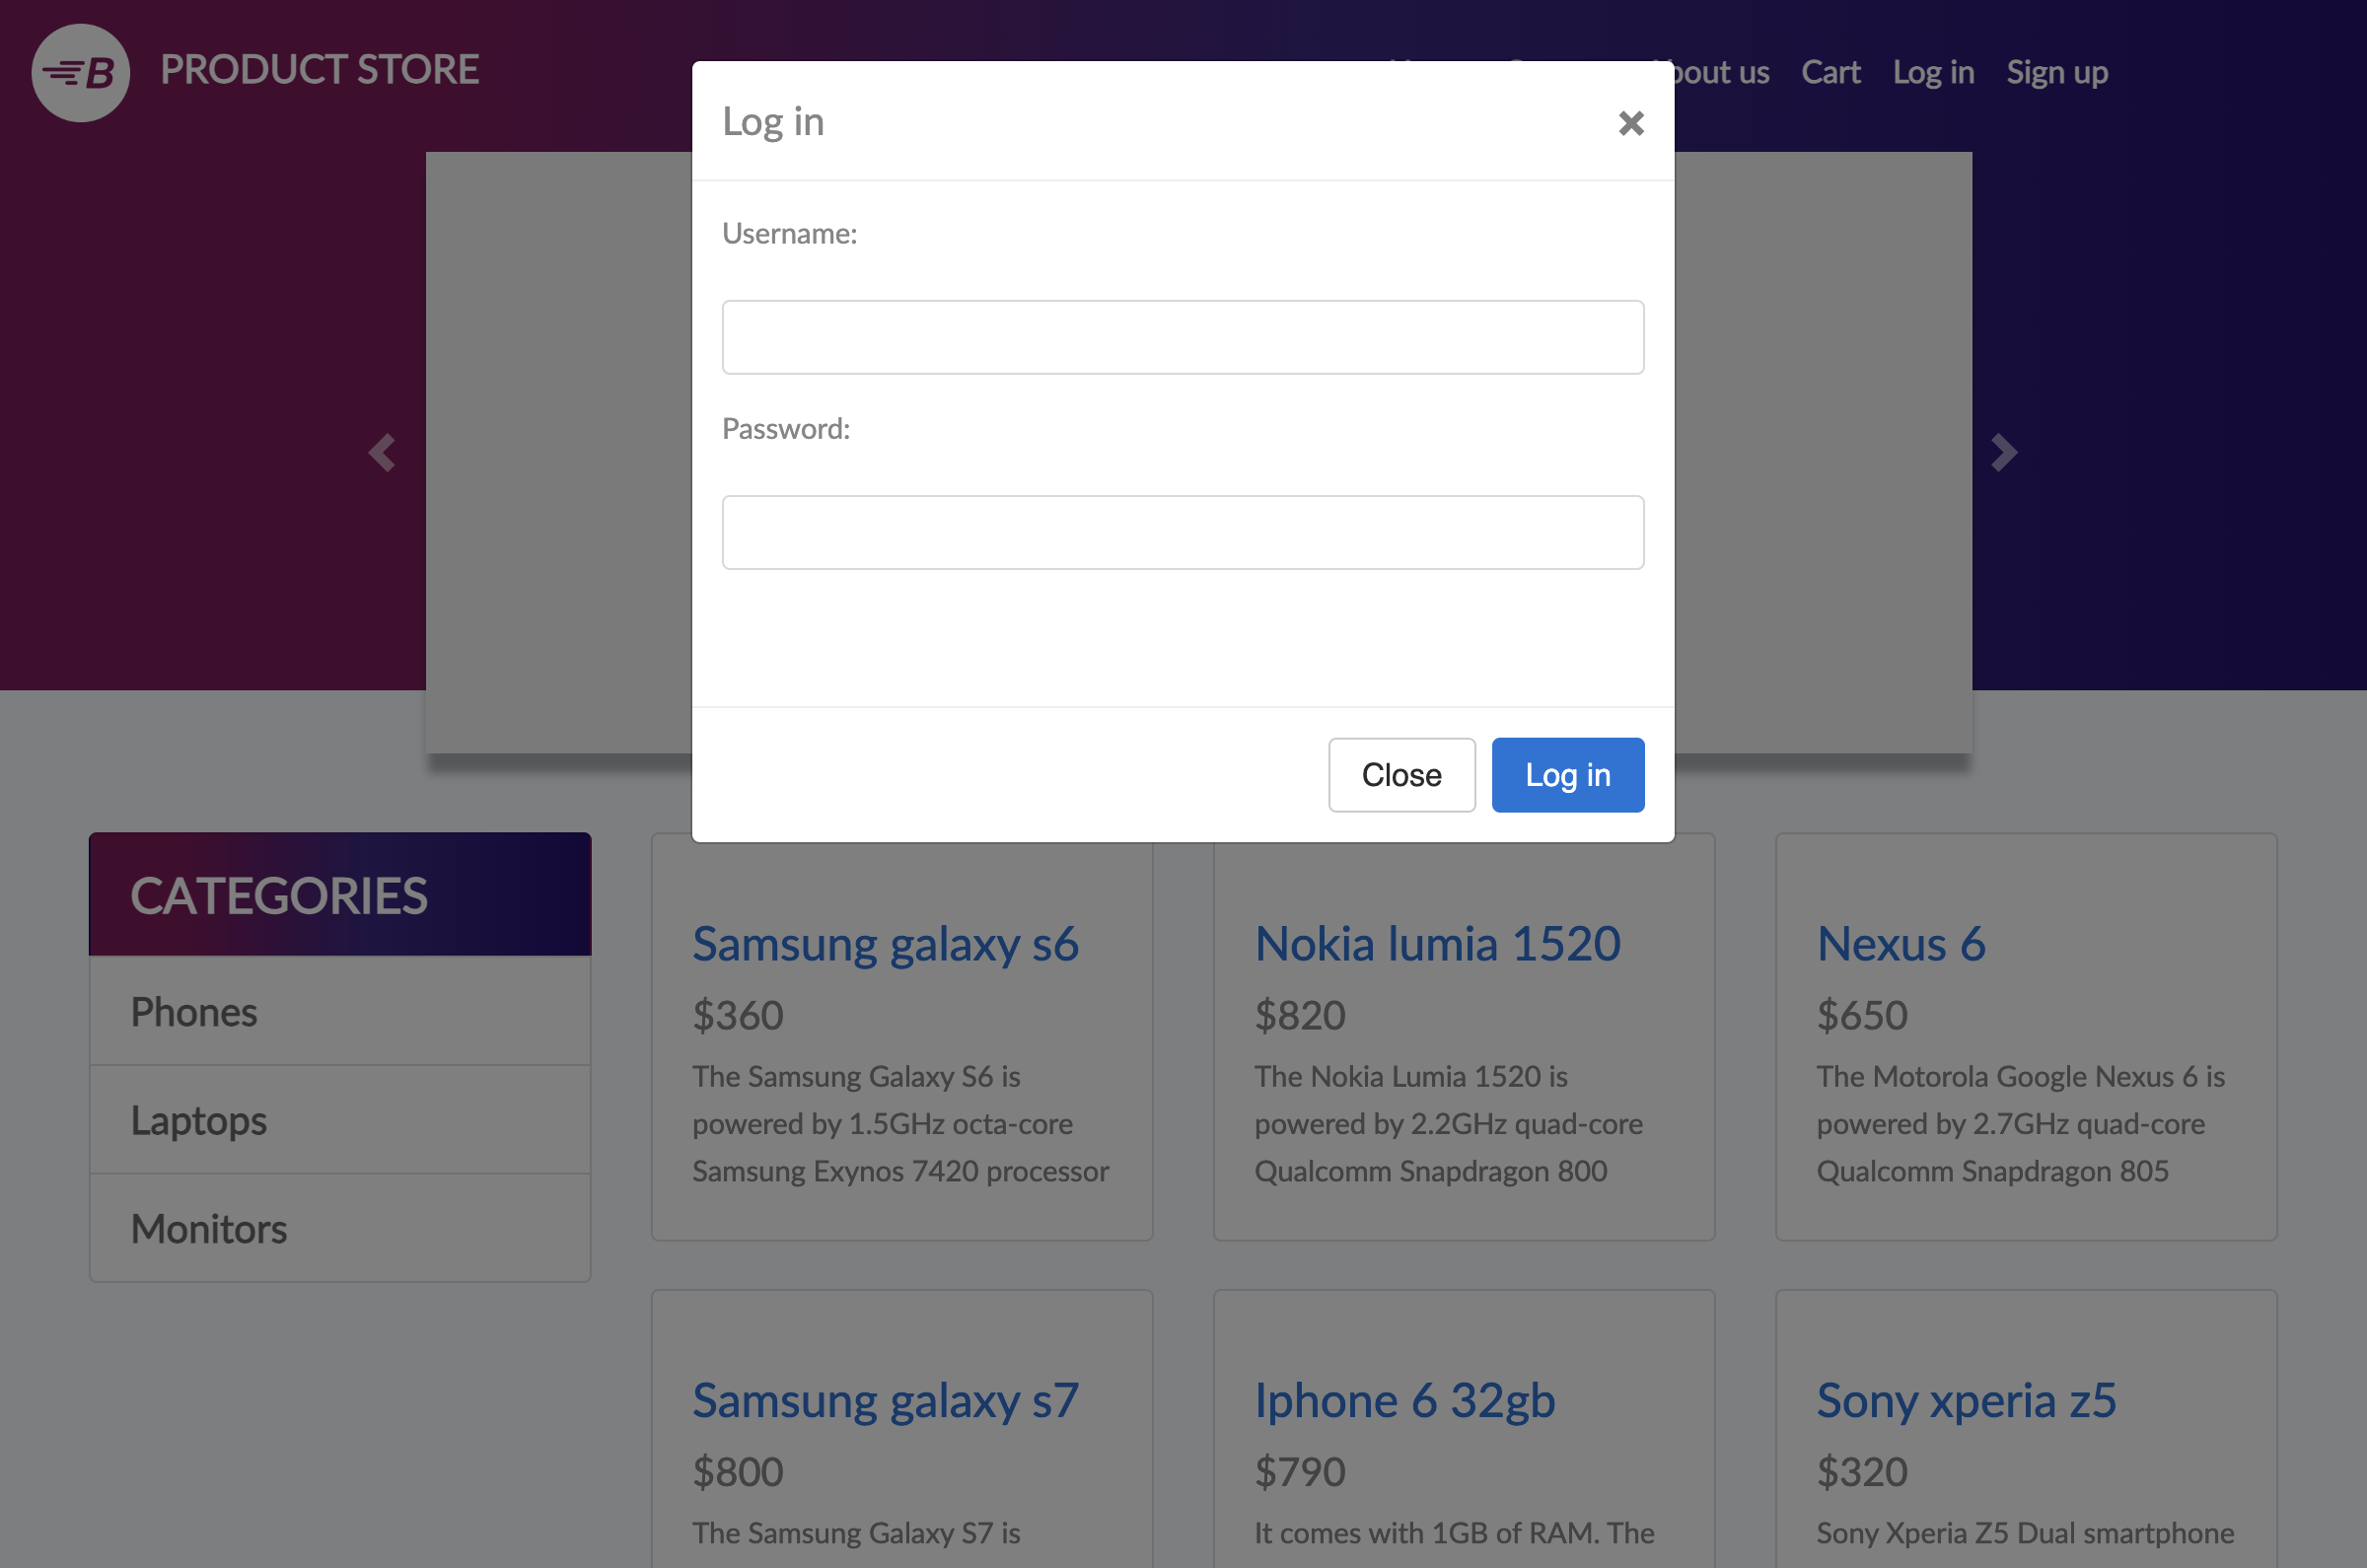 B
PRODUCT STORE
bout us
Cart
Log in
Sign up
Log in
Username:
Password:
Close
Log in
CATEGORIES
Phones
Laptops
Monitors
Samsung galaxy s6
$360
The Samsung Galaxy S6 is
powered by 1.5GHz octa-core
Samsung Exynos 7420 processor
Nokia lumia 1520
$820
The Nokia Lumia 1520 is
powered by 2.2GHz quad-core
Qualcomm Snapdragon 800
Nexus 6
$650
The Motorola Google Nexus 6 is
powered by 2.7GHz quad-core
Qualcomm Snapdragon 805
Samsung galaxy s7
$800
The Samsung Galaxy S7 is
Iphone 6 32gb
$790
It comes with 1GB of RAM. The
Sony xperia z5
$320
Sony Xperia Z5 Dual smartphone